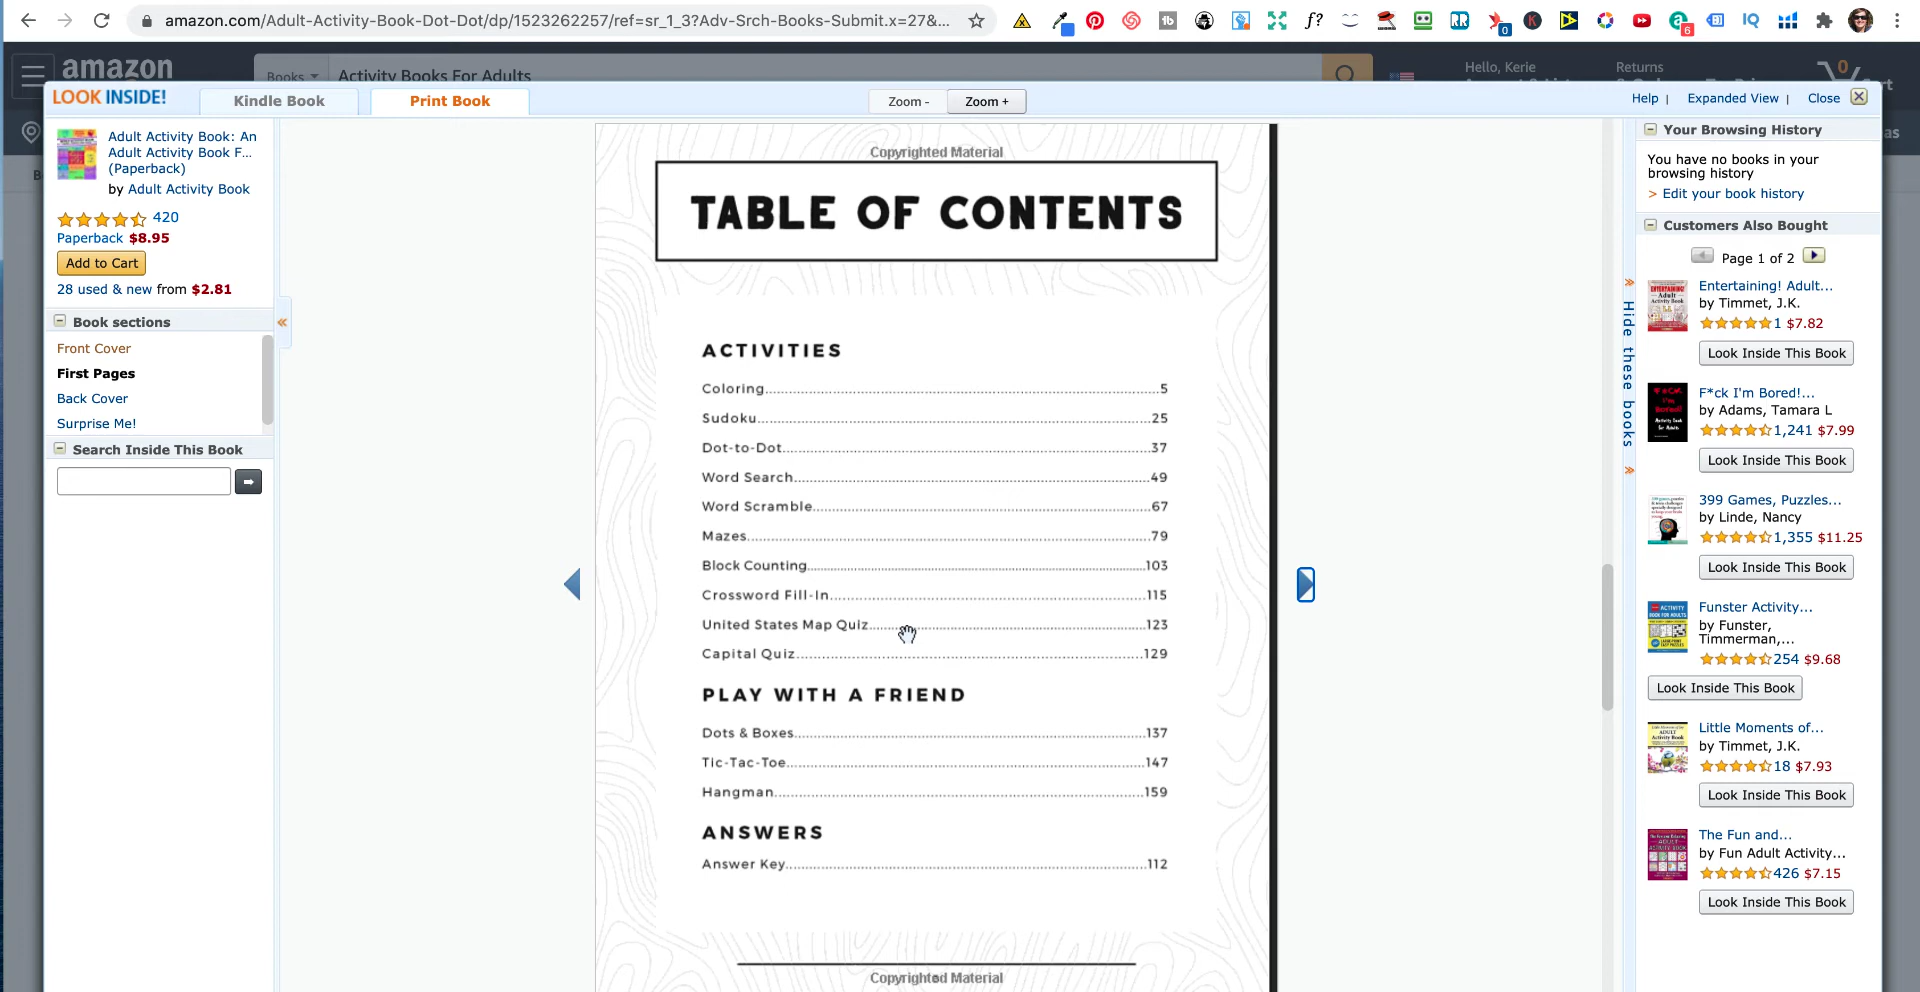 amazon.com/Adult-Activity-Book-Dot-Dot/dp/1523262257/ref=sr_1_3?Adv-Srch-Books-Submit.x=27&...
amazon
Books
Activity Books For Adults
Hello, Kerie
Returns
0
LOOK INSIDE!
Kindle Book
Print Book
Zoom -
Zoom +
Help |
Expanded View |
Close
Adult Activity Book: An
Adult Activity Book F...
(Paperback)
by Adult Activity Book
420
Paperback $8.95
Add to Cart
28 used & new from $2.81
Book sections
Front Cover
First Pages
Back Cover
Surprise Me!
Search Inside This Book
Copyrighted Material
TABLE OF CONTENTS
ACTIVITIES
Coloring 5
Sudoku 25
Dot-to-Dot 37
Word Search 49
Word Scramble 67
Mazes 79
Block Counting 103
Crossword Fill-In 115
United States Map Quiz 123
Capital Quiz 129
PLAY WITH A FRIEND
Dots & Boxes 137
Tic-Tac-Toe 147
Hangman 159
ANSWERS
Answer Key 112
Copyrighted Material
Hide these books
Your Browsing History
You have no books in your
browsing history
> Edit your book history
Customers Also Bought
Page 1 of 2
Entertaining! Adult...
by Timmet, J.K.
1 $7.82
Look Inside This Book
F*ck I'm Bored!...
by Adams, Tamara L
1,241 $7.99
Look Inside This Book
399 Games, Puzzles...
by Linde, Nancy
1,355 $11.25
Look Inside This Book
Funster Activity...
by Funster,
Timmerman,...
254 $9.68
Look Inside This Book
Little Moments of...
by Timmet, J.K.
18 $7.93
Look Inside This Book
The Fun and...
by Fun Adult Activity...
426 $7.15
Look Inside This Book